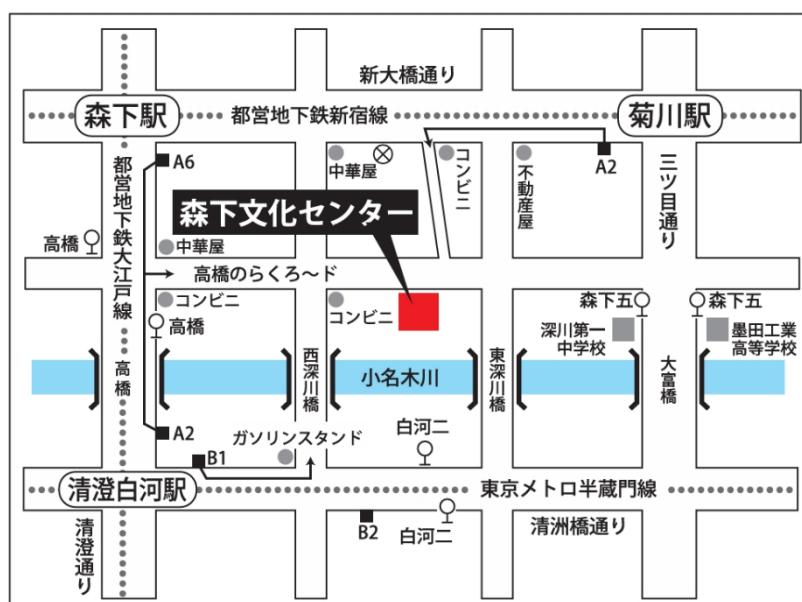 新大橋通り
森下駅
都営地下鉄新宿線
菊川駅
A6
中華屋
コンビニ
不動産屋
A2
三ツ目通り
都営地下鉄大江戸線
森下文化センター
高橋
中華屋
高橋のらくろ〜ド
コンビニ
高橋
コンビニ
森下五
森下五
深川第一
中学校
墨田工業
高等学校
高橋
西深川橋
小名木川
東深川橋
大富橋
A2
B1
ガソリンスタンド
白河二
清澄白河駅
東京メトロ半蔵門線
清澄通り
B2
白河二
清洲橋通り